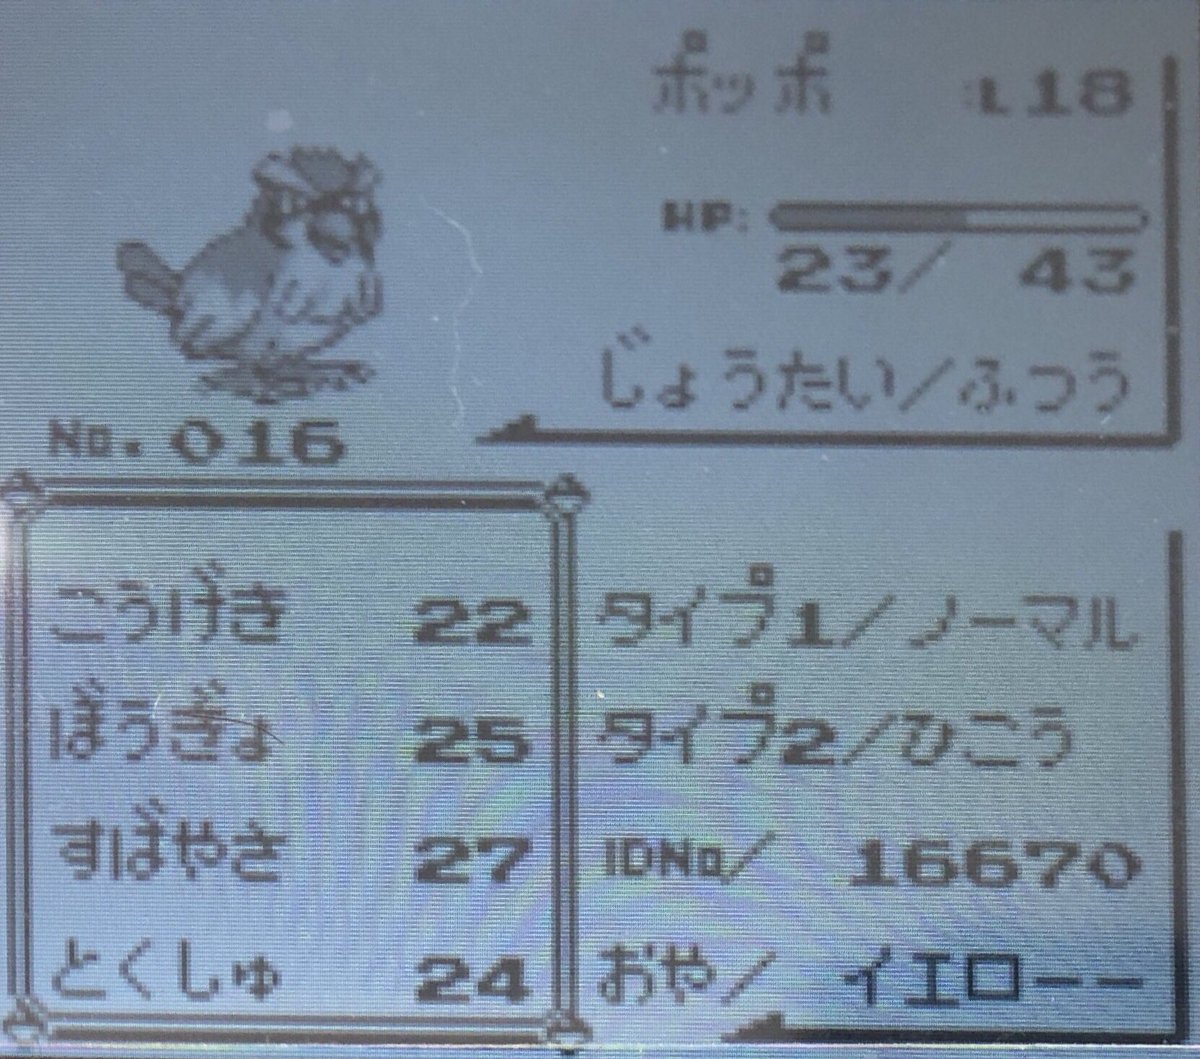 ポッポ :L18
HP:
23/ 43
じょうたい/ふつう
No.016
こうげき 22
ぼうぎょ 25
すばやさ 27
とくしゅ 24
タイプ1/ノーマル
タイプ2/ひこう
IDNo/ 16670
おや/ イエローー